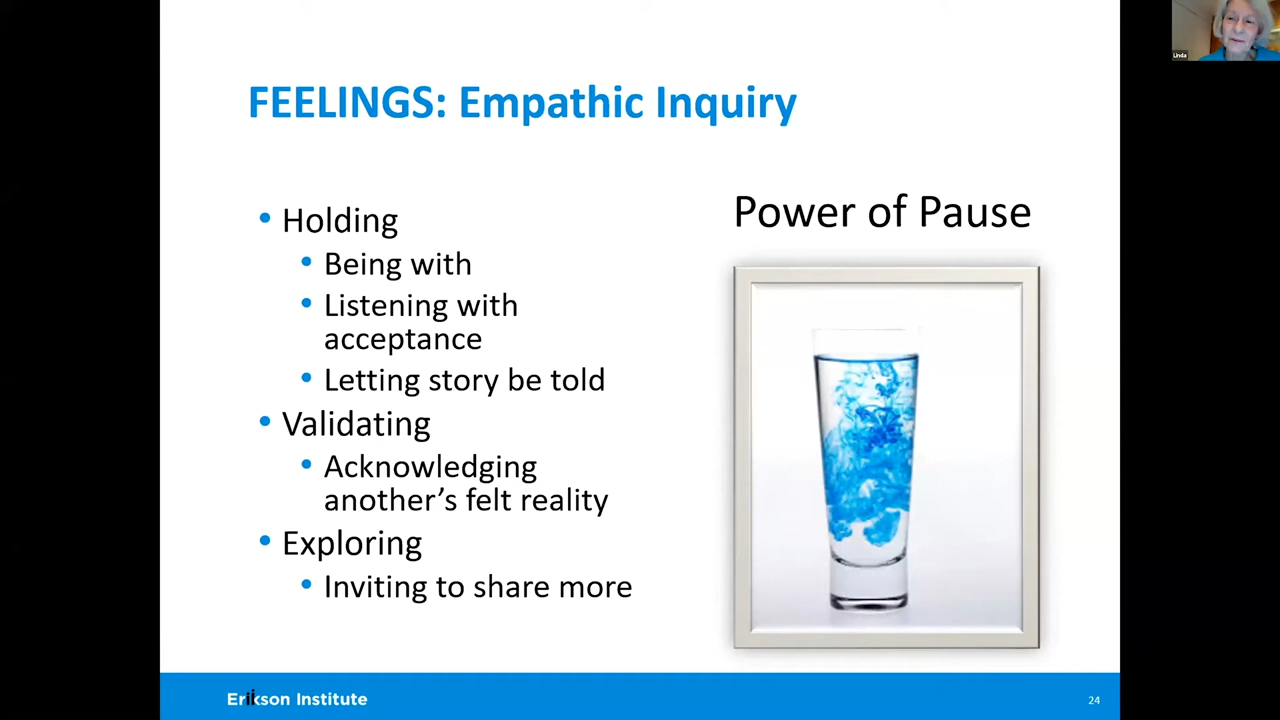 Linda
FEELINGS: Empathic Inquiry
• Holding
• Being with
• Listening with
acceptance
• Letting story be told
• Validating
• Acknowledging
another’s felt reality
• Exploring
• Inviting to share more
Power of Pause
Erikson Institute
24